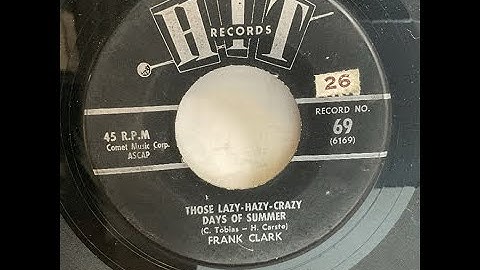 HIT
RECORDS
26
45 R.P.M
Comet Music Corp.
ASCAP
RECORD NO.
69
(6169)
THOSE LAZY-HAZY-CRAZY
DAYS OF SUMMER
(C. Tobias - H. Carste)
FRANK CLARK